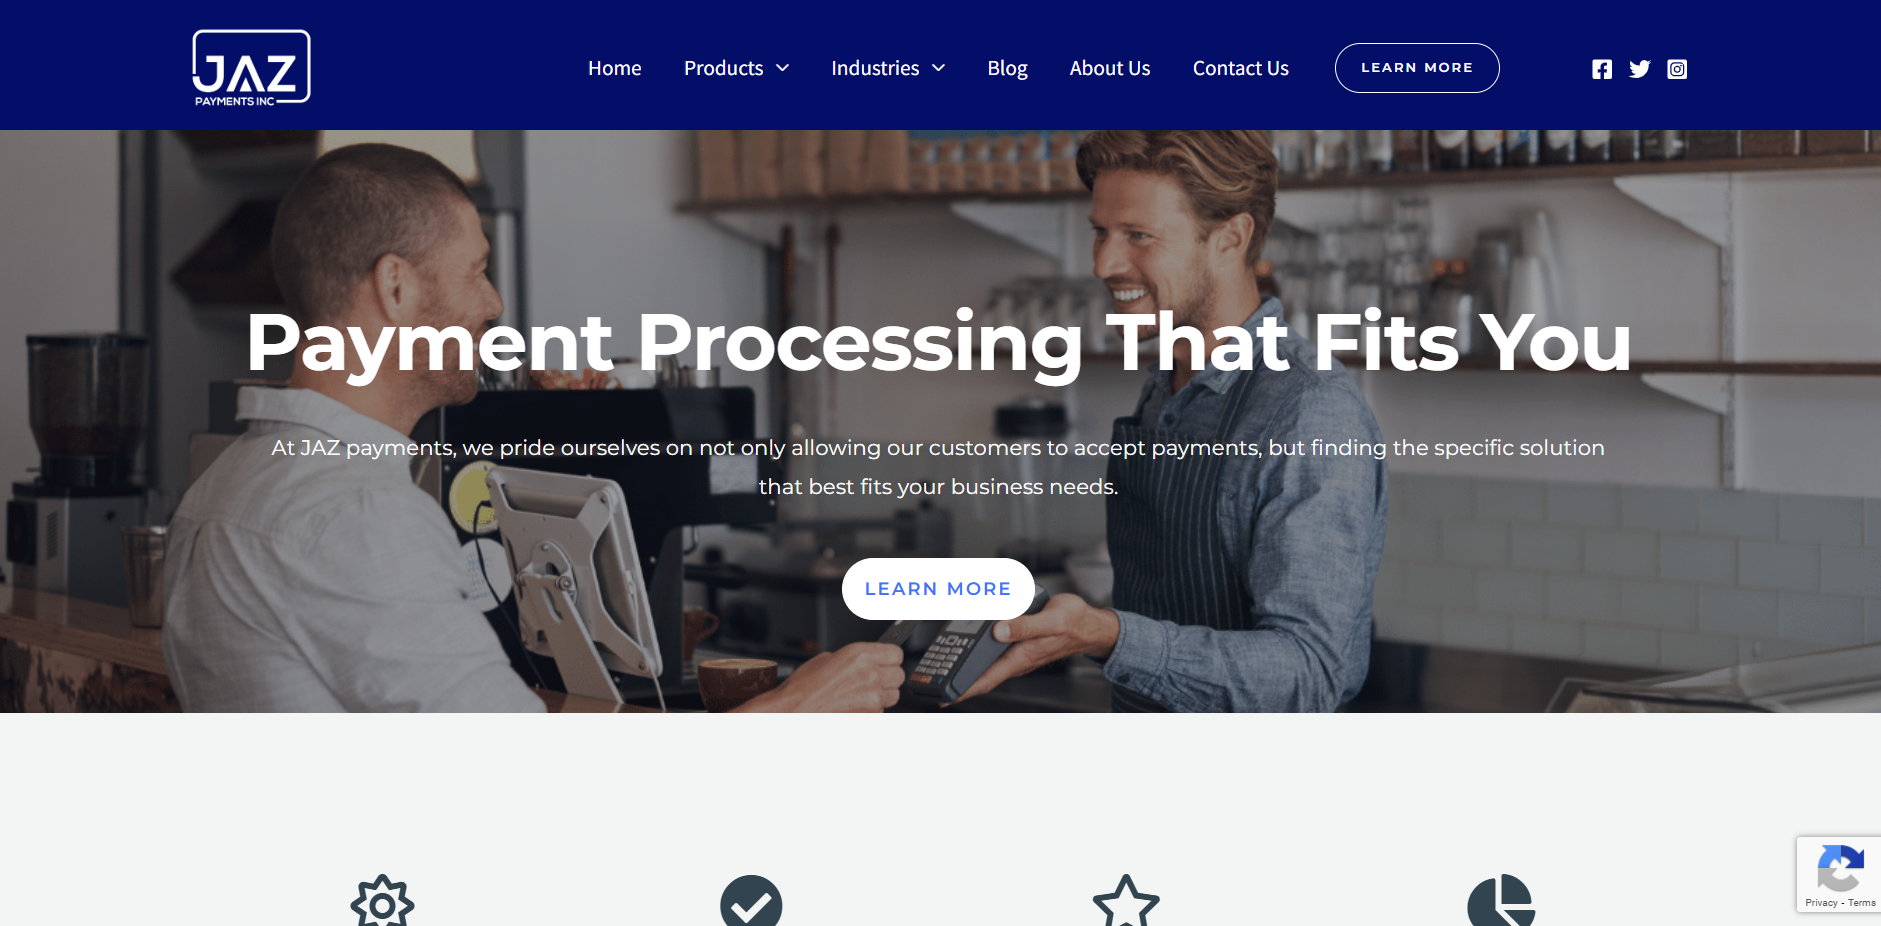 JAZ
PAYMENTS INC
Home
Products
Industries
Blog
About Us
Contact Us
LEARN MORE
Payment Processing That Fits You
At JAZ payments, we pride ourselves on not only allowing our customers to accept payments, but finding the specific solution
that best fits your business needs.
LEARN MORE
Privacy - Terms